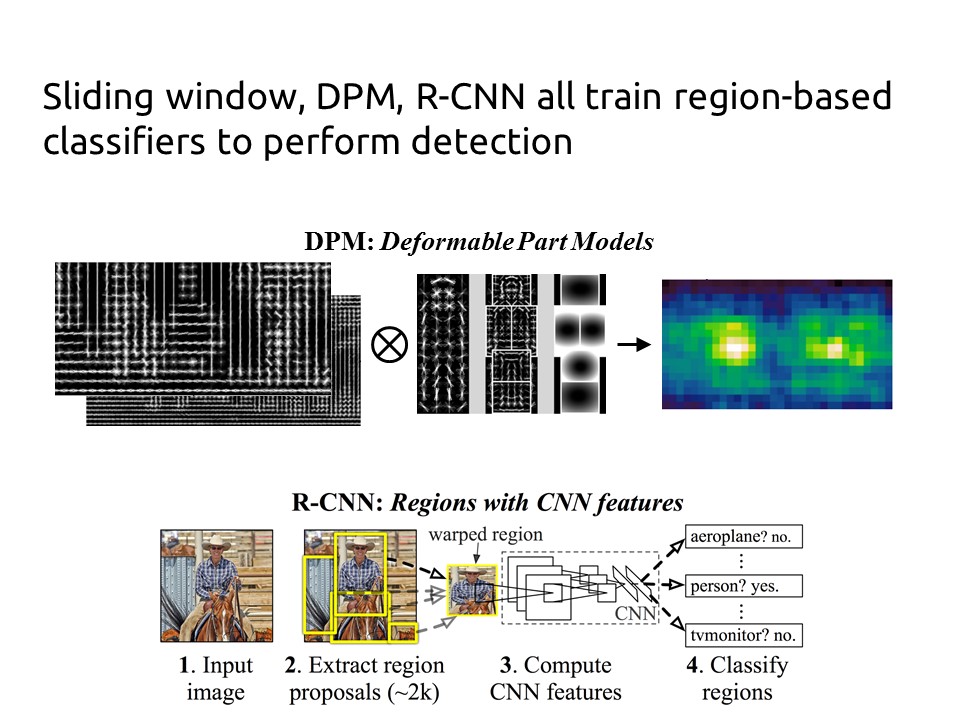 Sliding window, DPM, R-CNN all train region-based
classifiers to perform detection
DPM: Deformable Part Models
R-CNN: Regions with CNN features
warped region
aeroplane? no.
⋮
person? yes.
⋮
tvmonitor? no.
CNN
1. Input
image
2. Extract region
proposals (~2k)
3. Compute
CNN features
4. Classify
regions